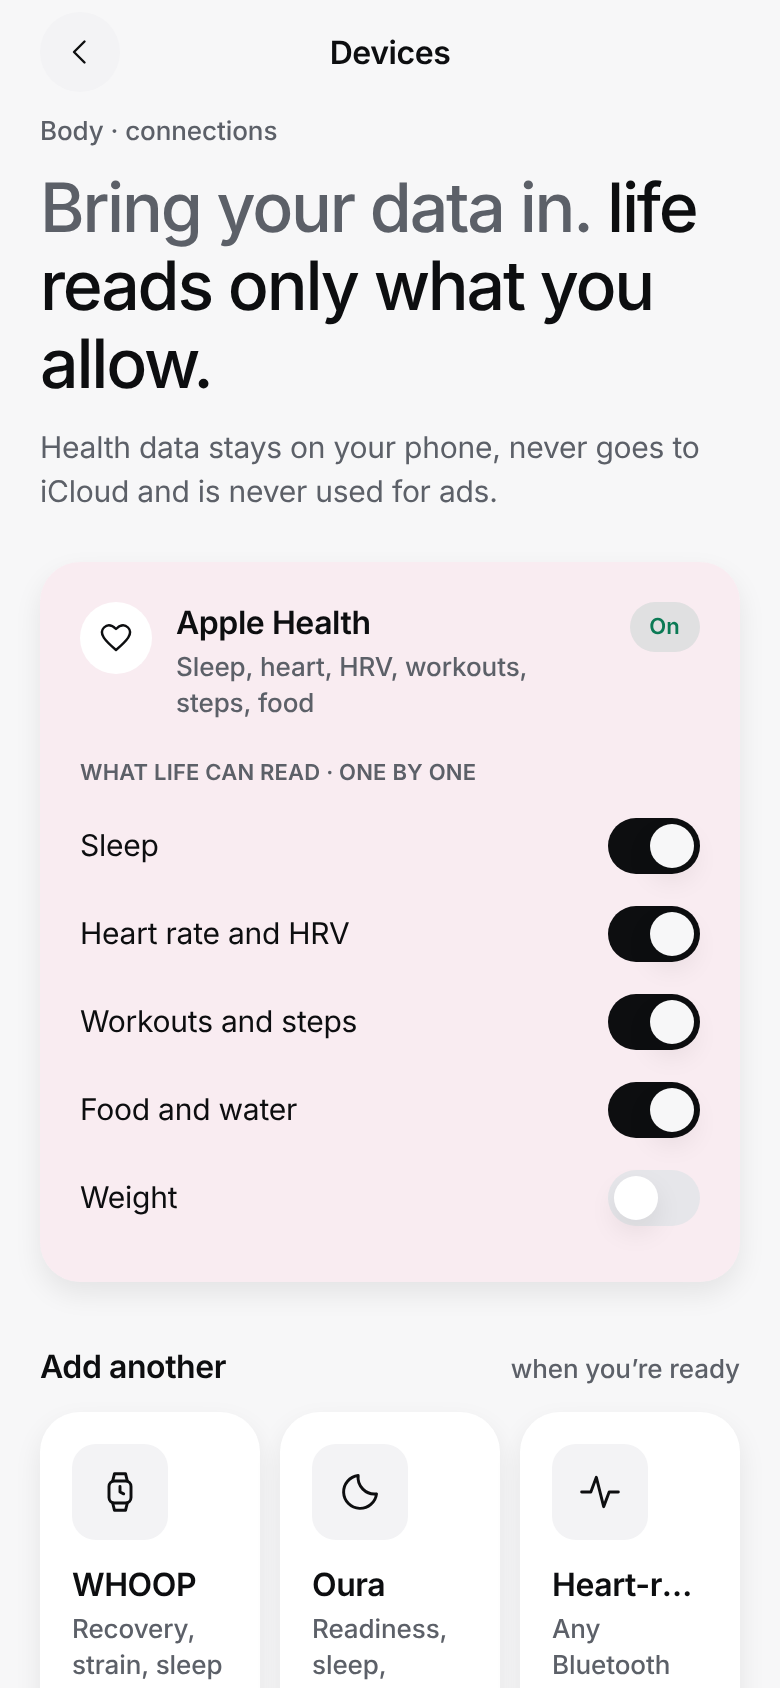 Devices
Body · connections
Bring your data in. life
reads only what you
allow.
Health data stays on your phone, never goes to
iCloud and is never used for ads.
Apple Health
On
Sleep, heart, HRV, workouts,
steps, food
WHAT LIFE CAN READ · ONE BY ONE
Sleep
Heart rate and HRV
Workouts and steps
Food and water
Weight
Add another
when you’re ready
WHOOP
Recovery,
strain, sleep
Oura
Readiness,
sleep,
Heart-r...
Any
Bluetooth